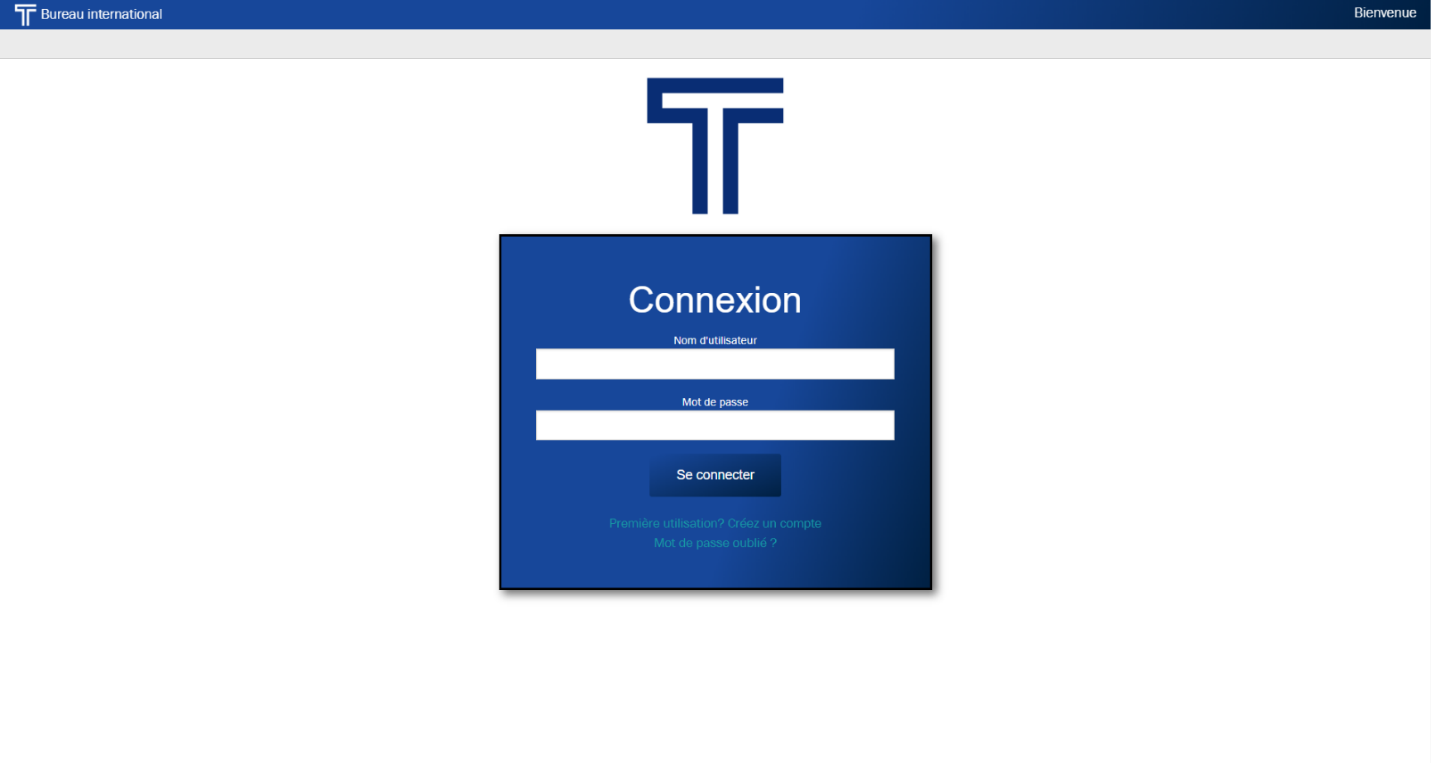 Bureau international
Bienvenue
Connexion
Nom d'utilisateur
Mot de passe
Se connecter
Première utilisation? Créez un compte
Mot de passe oublié ?